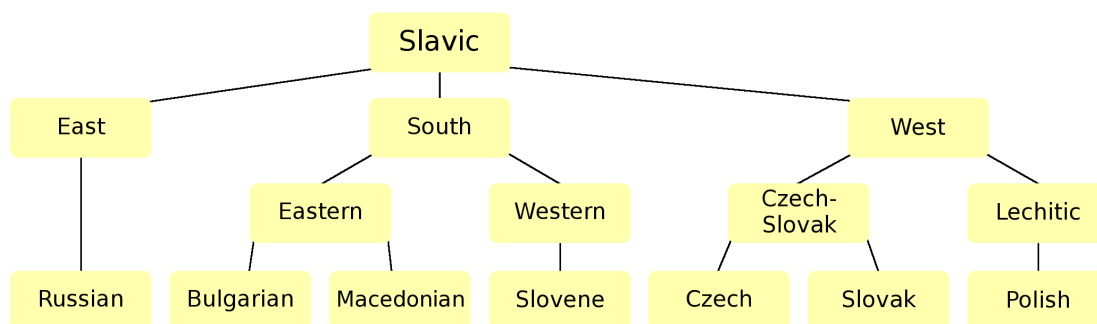 Slavic
East
South
West
Eastern
Western
Czech-
Slovak
Lechitic
Russian
Bulgarian
Macedonian
Slovene
Czech
Slovak
Polish